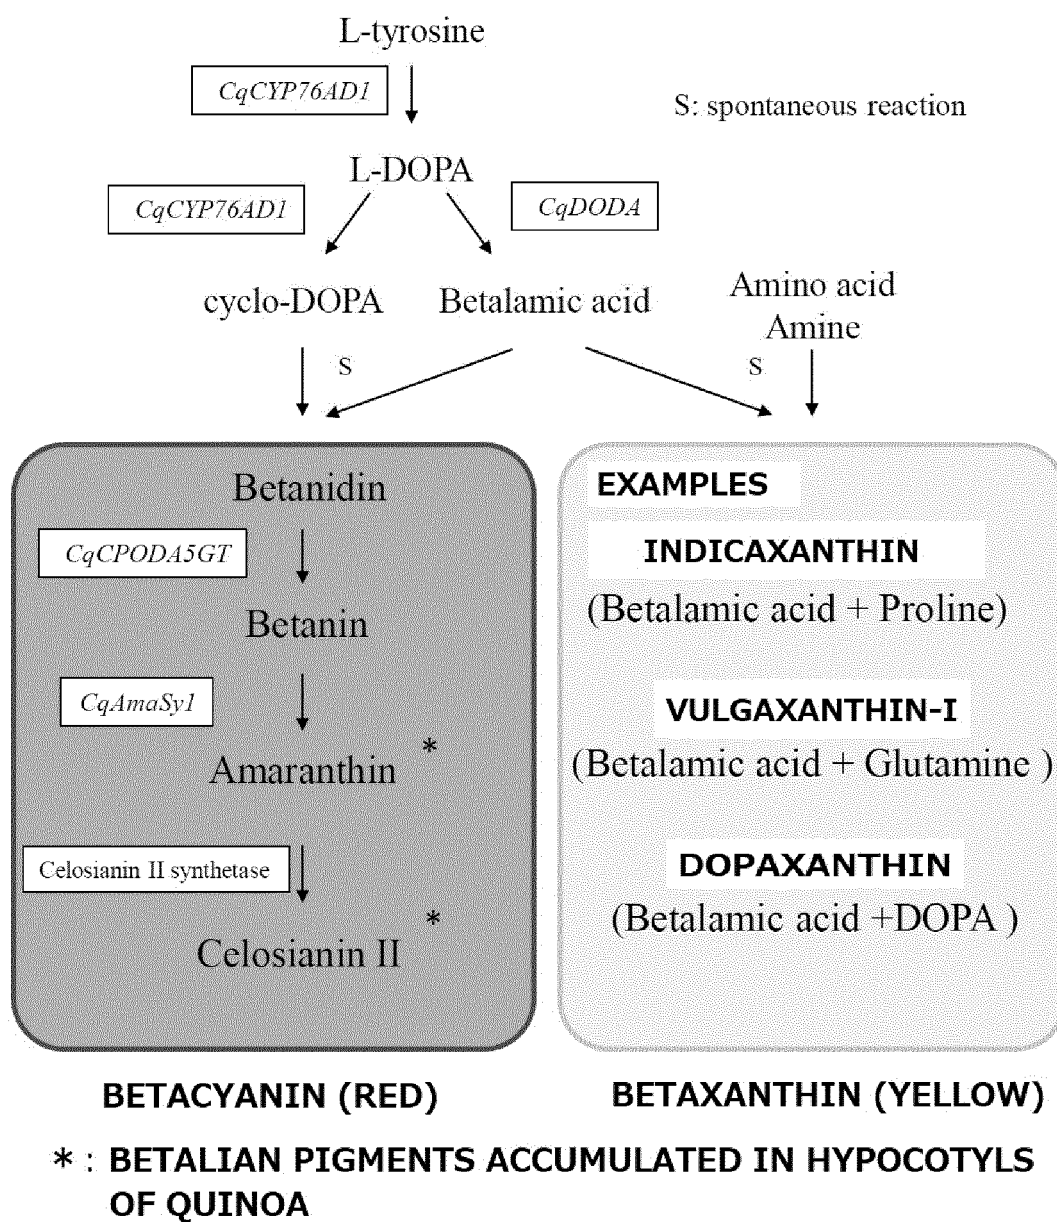 L-tyrosine
CqCYP76AD1
S: spontaneous reaction
L-DOPA
CqCYP76AD1
CqDODA
cyclo-DOPA
Betalamic acid
Amino acid
Amine
S
S
Betanidin
CqCPODA5GT
Betanin
CqAmaSy1
Amaranthin *
Celosianin II synthetase
Celosianin II *
EXAMPLES
INDICAXANTHIN
(Betalamic acid + Proline)
VULGAXANTHIN-I
(Betalamic acid + Glutamine )
DOPAXANTHIN
(Betalamic acid +DOPA )
BETACYANIN (RED)
BETAXANTHIN (YELLOW)
* : BETALIAN PIGMENTS ACCUMULATED IN HYPOCOTYLS
OF QUINOA